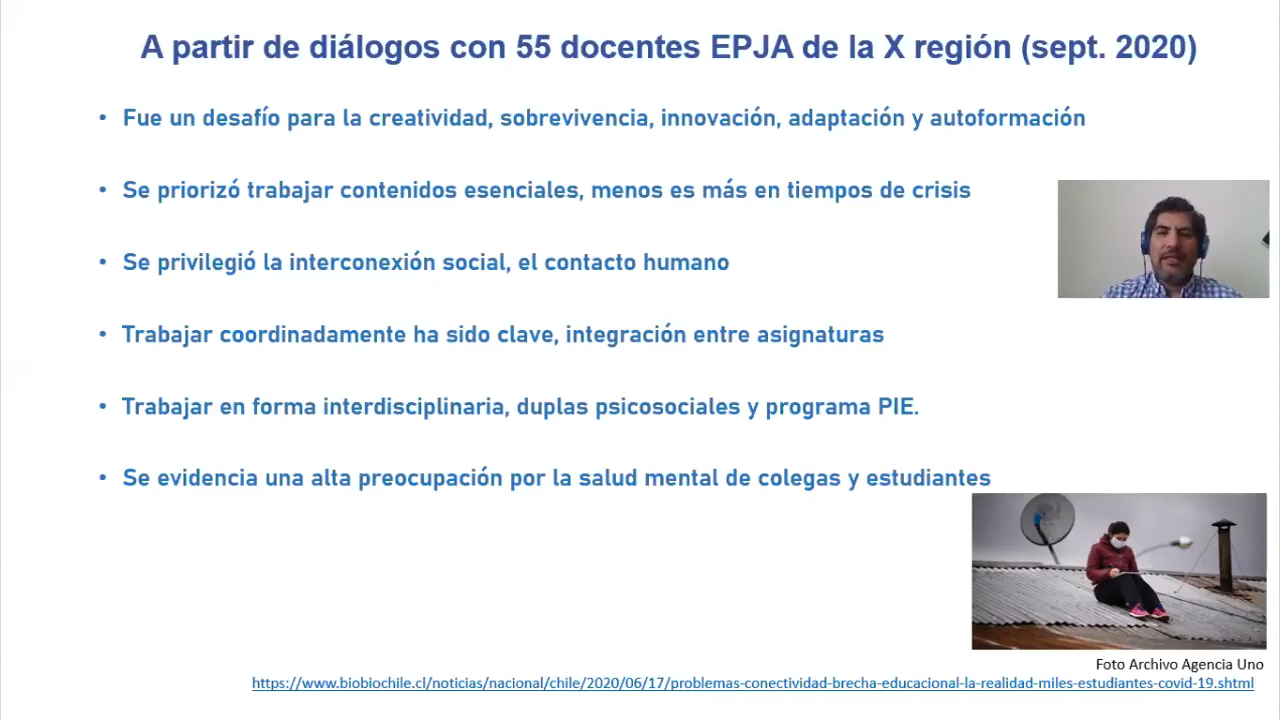 A partir de diálogos con 55 docentes EPJA de la X región (sept. 2020)
• Fue un desafío para la creatividad, sobrevivencia, innovación, adaptación y autoformación
• Se priorizó trabajar contenidos esenciales, menos es más en tiempos de crisis
• Se privilegió la interconexión social, el contacto humano
• Trabajar coordinadamente ha sido clave, integración entre asignaturas
• Trabajar en forma interdisciplinaria, duplas psicosociales y programa PIE.
• Se evidencia una alta preocupación por la salud mental de colegas y estudiantes
Foto Archivo Agencia Uno
https://www.biobiochile.cl/noticias/nacional/chile/2020/06/17/problemas-conectividad-brecha-educacional-la-realidad-miles-estudiantes-covid-19.shtml